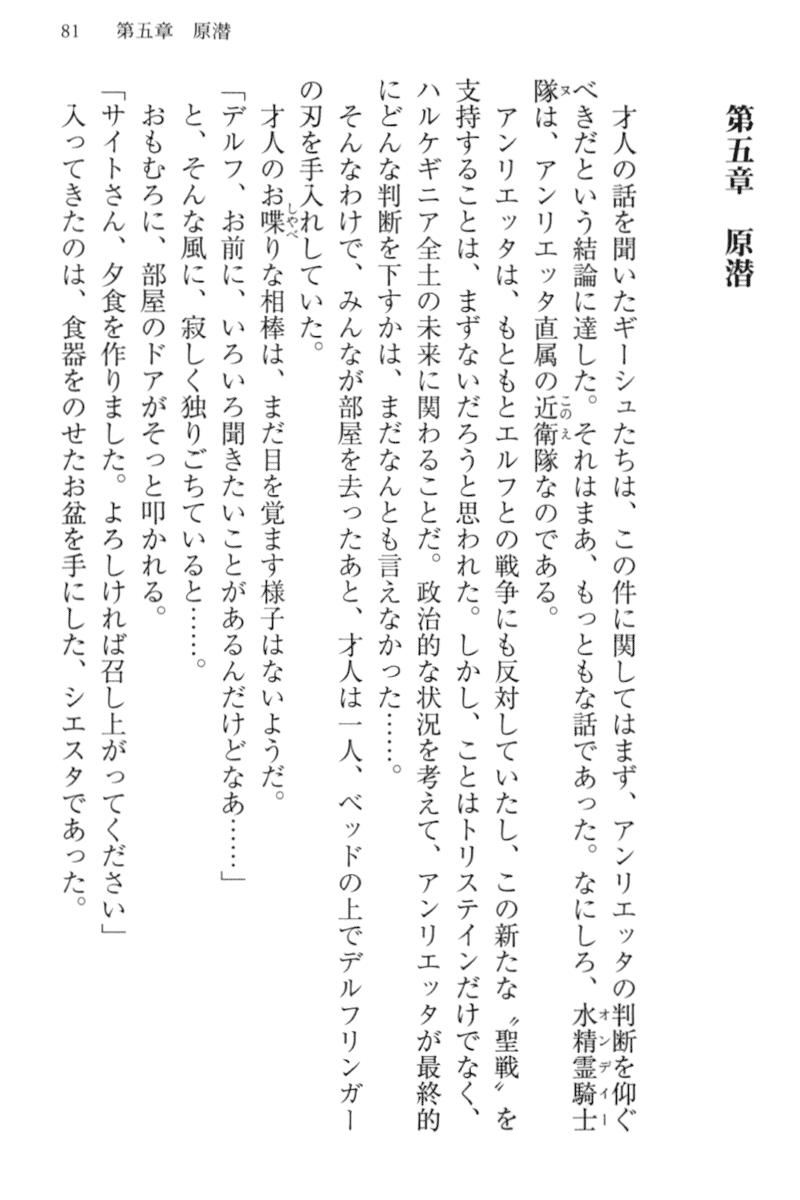 81　第五章　原潜
第五章　原潜
才人の話を聞いたギーシュたちは、この件に関してはまず、アンリエッタの判断を仰ぐ
べきだという結論に達した。それはまあ、もっともな話であった。なにしろ、水精霊騎士
隊は、アンリエッタ直属の近衛隊なのである。
アンリエッタは、もともとエルフとの戦争にも反対していたし、この新たな〝聖戦〟を
支持することは、まずないだろうと思われた。しかし、ことはトリステインだけでなく、
ハルケギニア全土の未来に関わることだ。政治的な状況を考えて、アンリエッタが最終的
にどんな判断を下すかは、まだなんとも言えなかった……。
そんなわけで、みんなが部屋を去ったあと、才人は一人、ベッドの上でデルフリンガー
の刃を手入れしていた。
才人のお喋りな相棒は、まだ目を覚ます様子はないようだ。
「デルフ、お前に、いろいろ聞きたいことがあるんだけどなあ……」
と、そんな風に、寂しく独りごちていると……。
おもむろに、部屋のドアがそっと叩かれる。
「サイトさん、夕食を作りました。よろしければ召し上がってください」
入ってきたのは、食器をのせたお盆を手にした、シエスタであった。